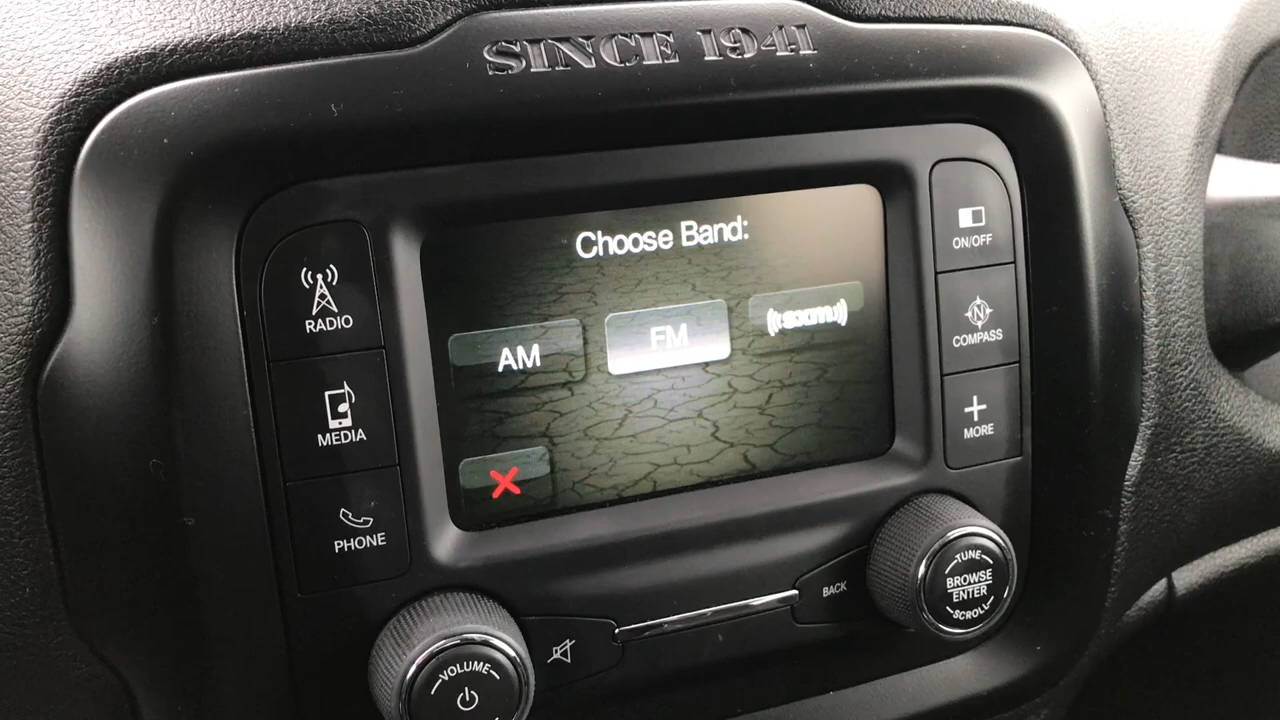 SINCE 1941
Choose Band:
AM
FM
((sxm))
RADIO
MEDIA
PHONE
ON/OFF
N
COMPASS
MORE
VOLUME
BACK
TUNE
BROWSE
ENTER
SCROLL